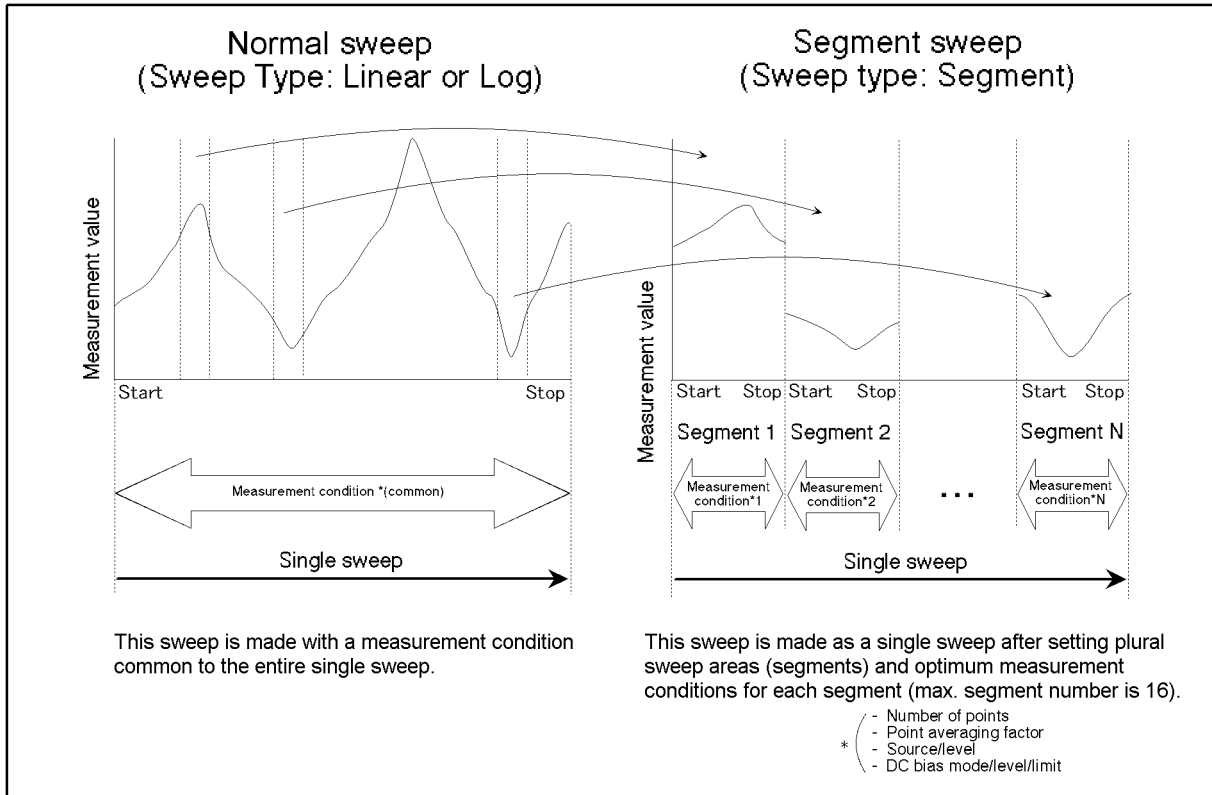 Normal sweep
(Sweep Type: Linear or Log)
Measurement value
Start
Stop
Measurement condition *(common)
Single sweep
This sweep is made with a measurement condition
common to the entire single sweep.
Segment sweep
(Sweep type: Segment)
Measurement value
Start Stop
Start Stop
Start Stop
Segment 1
Segment 2
Segment N
Measurement
condition*1
Measurement
condition*2
...
Measurement
condition*N
Single sweep
This sweep is made as a single sweep after setting plural
sweep areas (segments) and optimum measurement
conditions for each segment (max. segment number is 16).
*
- Number of points
- Point averaging factor
- Source/level
- DC bias mode/level/limit